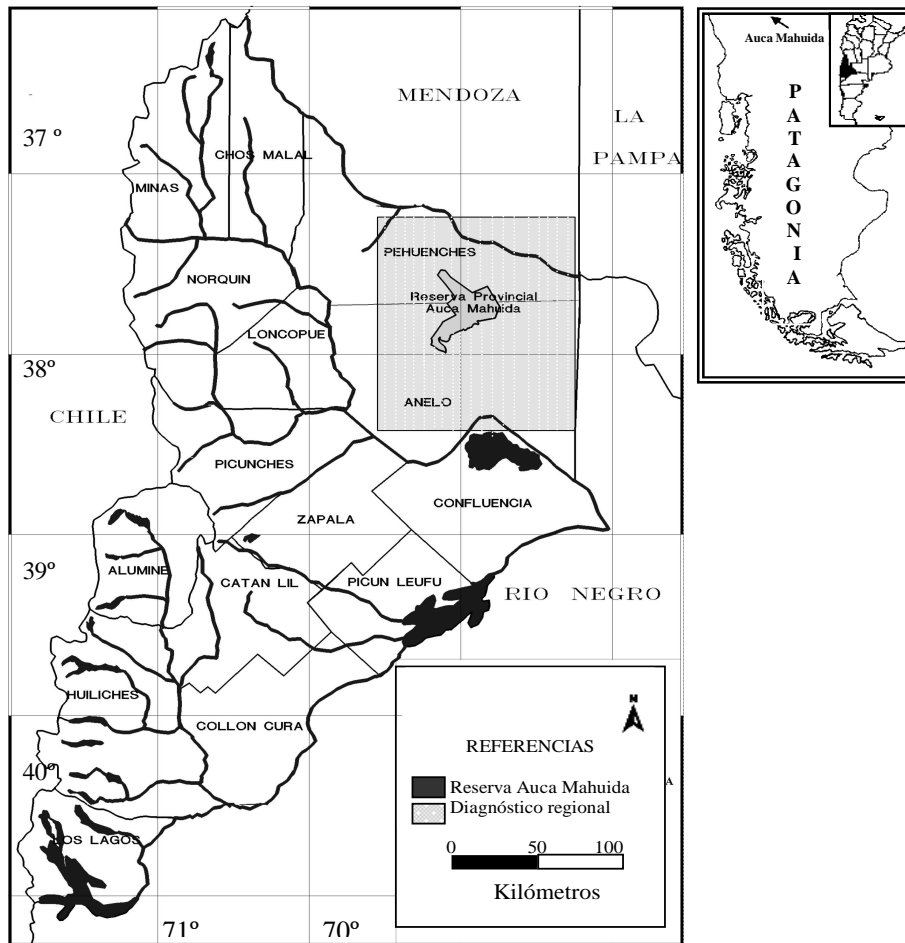 MENDOZA
LA
PAMPA
37 º
CHOS MALAL
MINAS
PEHUENCHES
NORQUIN
Reserva Provincial
Auca Mahuida
LONCOPUE
38º
ANELO
CHILE
PICUNCHES
CONFLUENCIA
ZAPALA
39º
ALUMINE
CATAN LIL
PICUN LEUFU
RIO NEGRO
HUILICHES
COLLON CURA
40º
LOS LAGOS
71º
70º
N
REFERENCIAS
Reserva Auca Mahuida
Diagnóstico regional
0 50 100
Kilómetros
A
Auca Mahuida
PATAGONIA